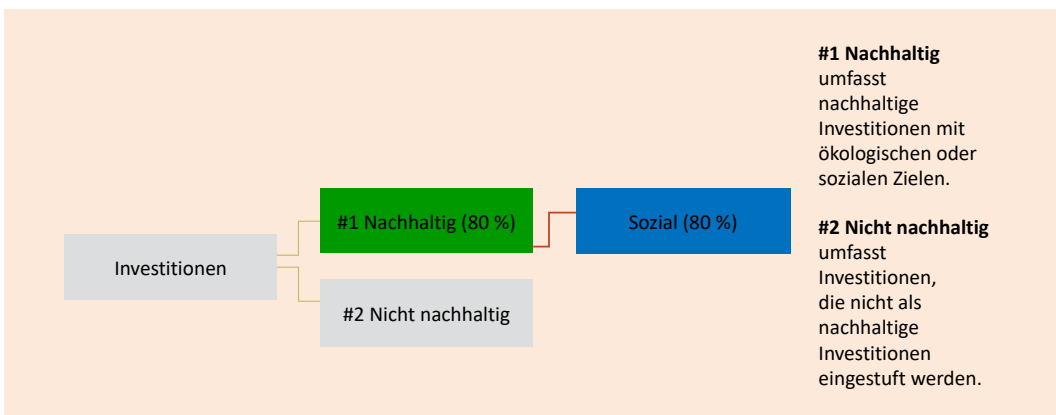 Investitionen
#1 Nachhaltig (80 %)
#2 Nicht nachhaltig
Sozial (80 %)
#1 Nachhaltig
umfasst
nachhaltige
Investitionen mit
ökologischen oder
sozialen Zielen.
#2 Nicht nachhaltig
umfasst
Investitionen,
die nicht als
nachhaltige
Investitionen
eingestuft werden.